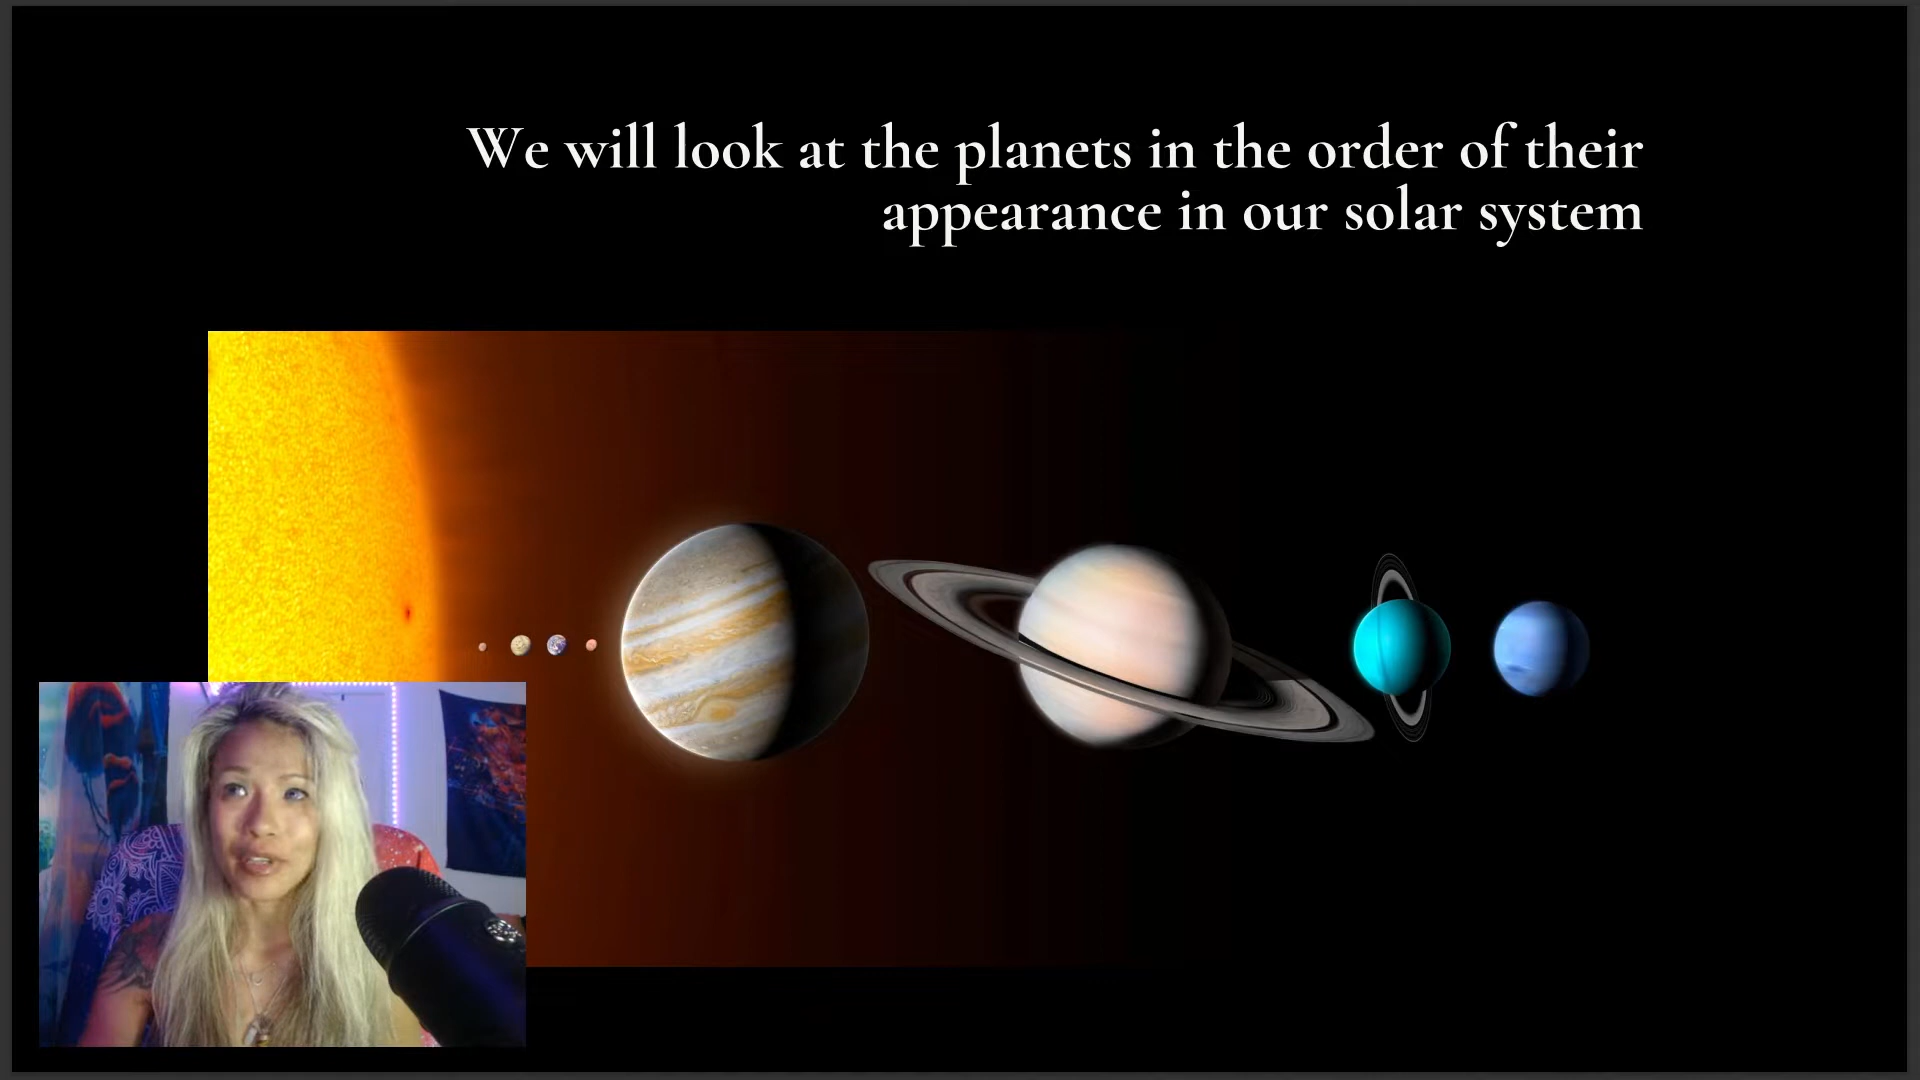 We will look at the planets in the order of their
appearance in our solar system